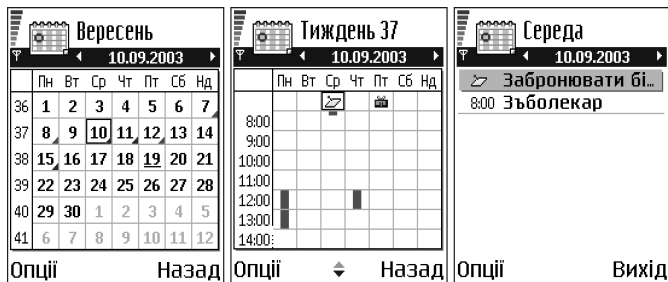 Вересень
10.09.2003
Пн Вт Ср Чт Пт Сб Нд
36 1 2 3 4 5 6 7
37 8 9 10 11 12 13 14
38 15 16 17 18 19 20 21
39 22 23 24 25 26 27 28
40 29 30 1 2 3 4 5
41 6 7 8 9 10 11 12
Опції Назад
Тиждень 37
10.09.2003
Пн Вт Ср Чт Пт Сб Нд
8:00
9:00
10:00
11:00
12:00
13:00
14:00
Опції Назад
Середа
10.09.2003
Забронювати бі...
8:00 Зъболекар
Опції Вихід